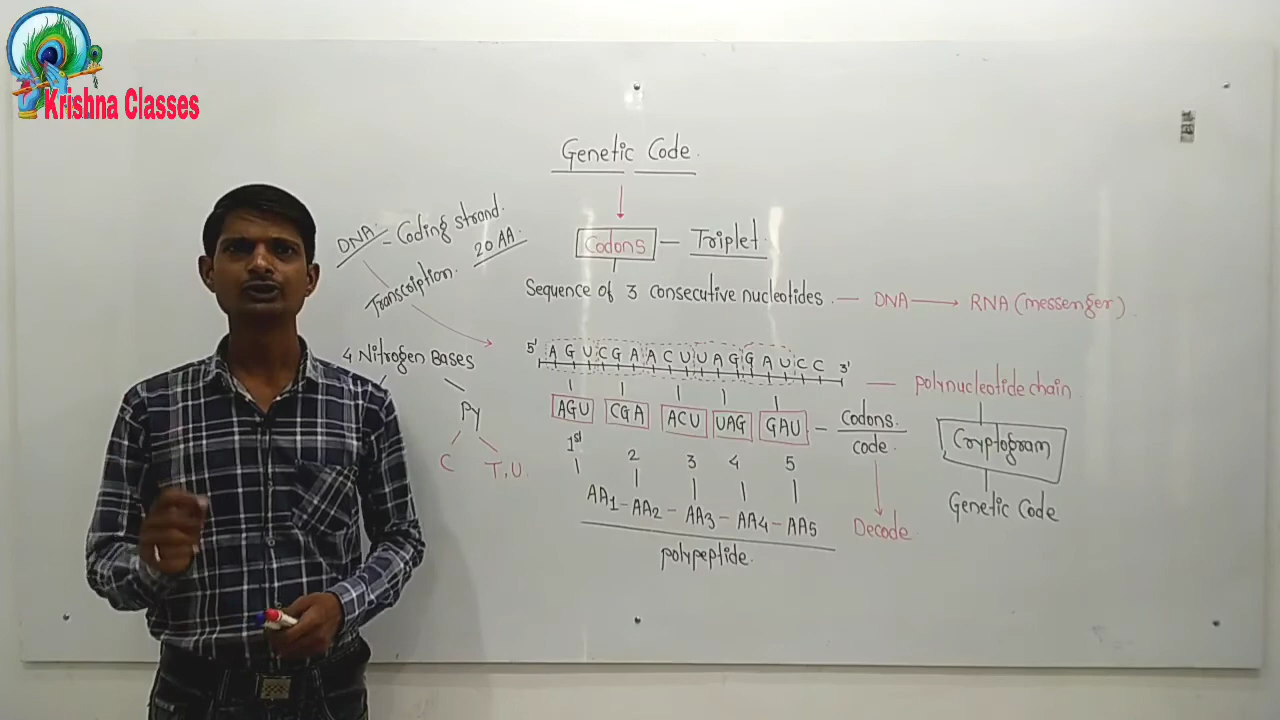 Krishna Classes
Genetic Code.
Codons — Triplet.
Sequence of 3 consecutive nucleotides. — DNA → RNA (messenger).
DNA. – Coding strand.
Transcription. 20 AA.
4 Nitrogen Bases
Py
C T, U.
5' A G U C G A A C U U A G G A U C C 3'
— polynucleotide chain
AGU CGA ACU UAG GAU — Codons.
code.
1st 2 3 4 5
AA1 – AA2 – AA3 – AA4 – AA5
polypeptide.
Decode
Cryptogram
Genetic Code